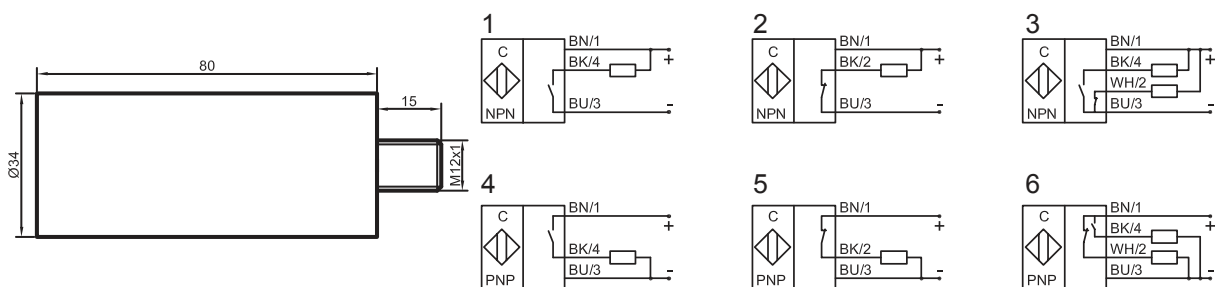 80
15
Ø34
M12x1
1
C
NPN
BN/1
BK/4
BU/3
+
-
2
C
NPN
BN/1
BK/2
BU/3
+
-
3
C
NPN
BN/1
BK/4
WH/2
BU/3
+
-
4
C
PNP
BN/1
BK/4
BU/3
+
-
5
C
PNP
BN/1
BK/2
BU/3
+
-
6
C
PNP
BN/1
BK/4
WH/2
BU/3
+
-